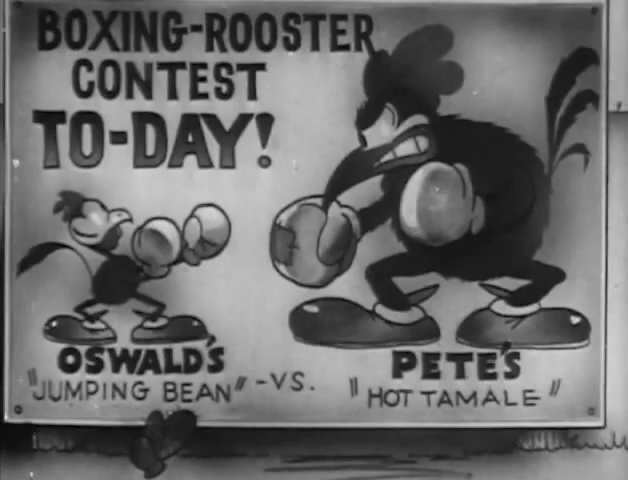 BOXING-ROOSTER
CONTEST
TO-DAY!
OSWALD'S
"JUMPING BEAN" -VS.
PETE'S
"HOT TAMALE"